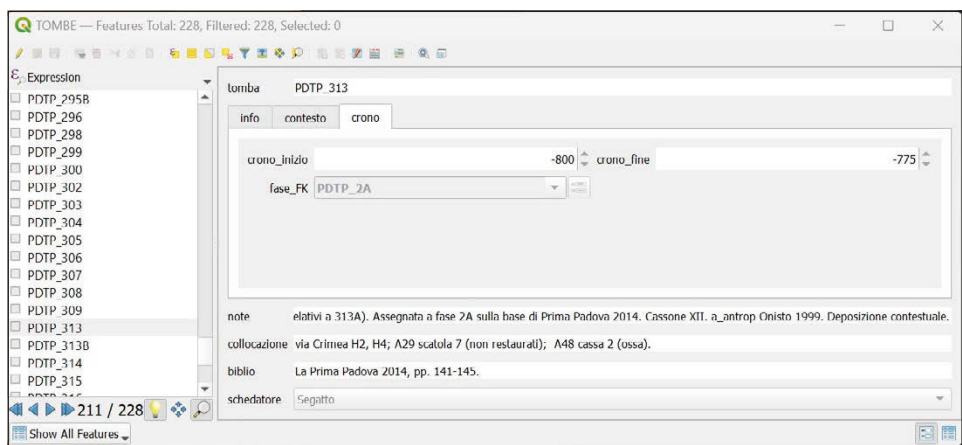 TOMBE — Features Total: 228, Filtered: 228, Selected: 0
Expression
PDTP_295B
PDTP_296
PDTP_298
PDTP_299
PDTP_300
PDTP_302
PDTP_303
PDTP_304
PDTP_305
PDTP_306
PDTP_307
PDTP_308
PDTP_309
PDTP_313
PDTP_313B
PDTP_314
PDTP_315
211 / 228
Show All Features
tomba PDTP_313
info contesto crono
crono_inizio -800 crono_fine -775
fase_FK PDTP_2A
note elativi a 313A). Assegnata a fase 2A sulla base di Prima Padova 2014. Cassone XII. a_antrop Onisto 1999. Deposizione contestuale.
collocazione via Crimea H2, H4; A29 scatola 7 (non restaurati); A48 cassa 2 (ossa).
biblio La Prima Padova 2014, pp. 141-145.
schedatore Segatto